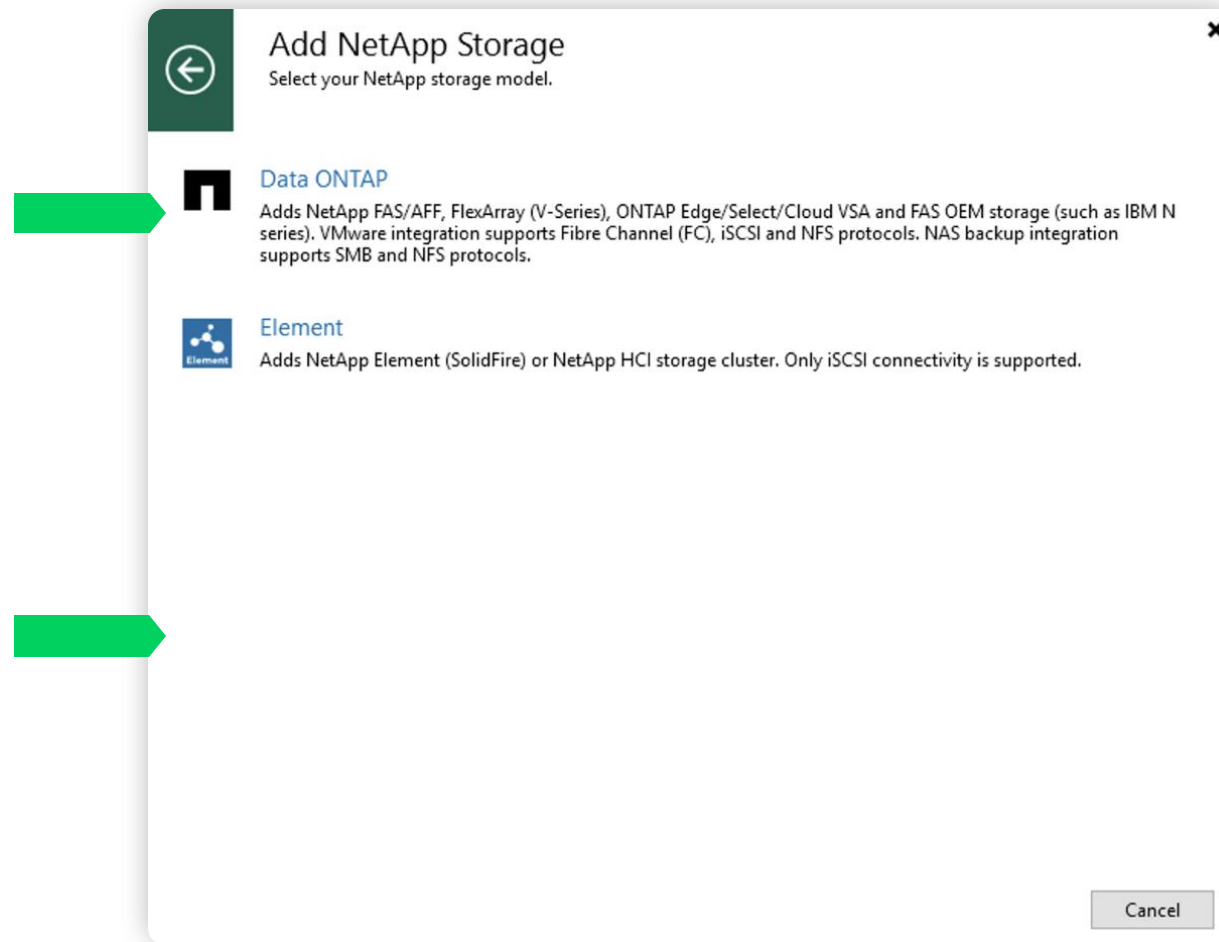 Add NetApp Storage
Select your NetApp storage model.
Data ONTAP
Adds NetApp FAS/AFF, FlexArray (V-Series), ONTAP Edge/Select/Cloud VSA and FAS OEM storage (such as IBM N
series). VMware integration supports Fibre Channel (FC), iSCSI and NFS protocols. NAS backup integration
supports SMB and NFS protocols.
Element
Element
Adds NetApp Element (SolidFire) or NetApp HCI storage cluster. Only iSCSI connectivity is supported.
Cancel